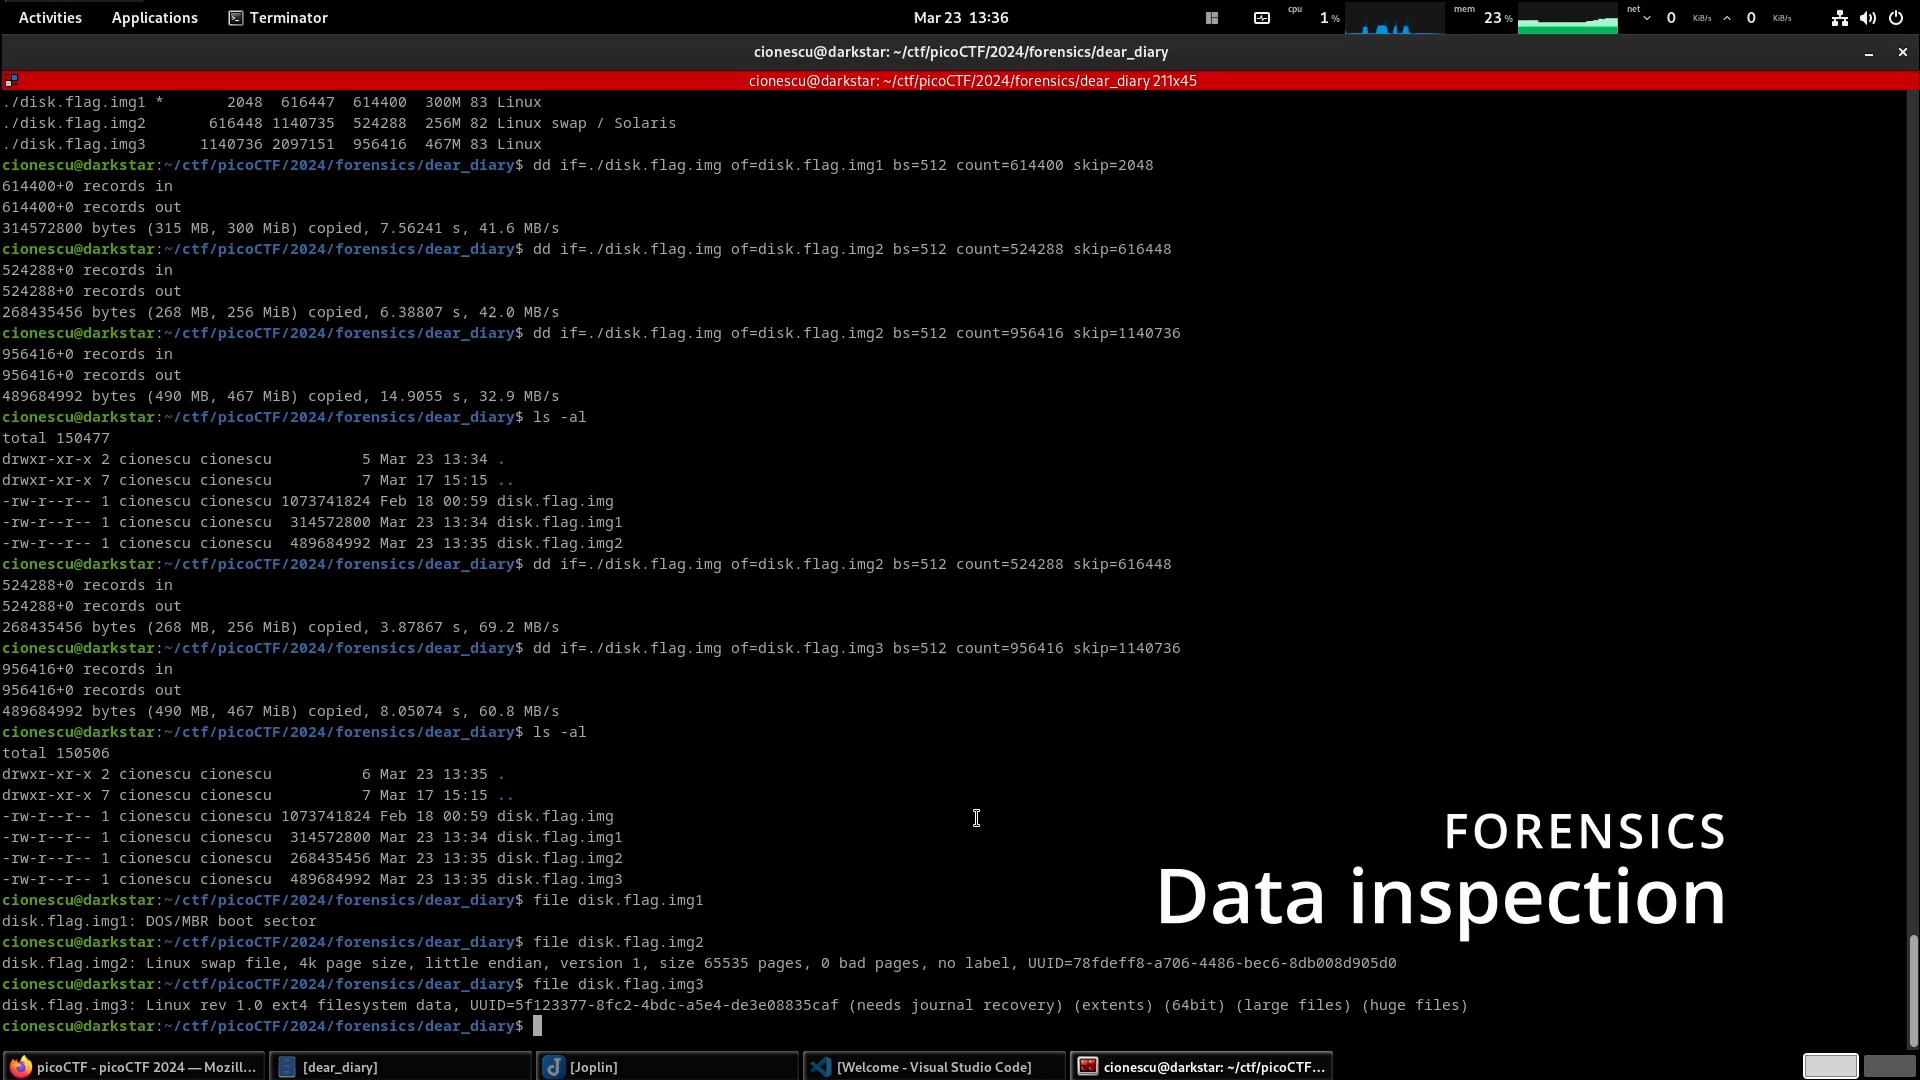 Activities Applications Terminator Mar 23 13:36 cpu 1 % mem 23 % net 0 KiB/s 0 KiB/s
cionescu@darkstar: ~/ctf/picoCTF/2024/forensics/dear_diary
cionescu@darkstar: ~/ctf/picoCTF/2024/forensics/dear_diary 211x45
./disk.flag.img1 * 2048 616447 614400 300M 83 Linux
./disk.flag.img2 616448 1140735 524288 256M 82 Linux swap / Solaris
./disk.flag.img3 1140736 2097151 956416 467M 83 Linux
cionescu@darkstar:~/ctf/picoCTF/2024/forensics/dear_diary$ dd if=./disk.flag.img of=disk.flag.img1 bs=512 count=614400 skip=2048
614400+0 records in
614400+0 records out
314572800 bytes (315 MB, 300 MiB) copied, 7.56241 s, 41.6 MB/s
cionescu@darkstar:~/ctf/picoCTF/2024/forensics/dear_diary$ dd if=./disk.flag.img of=disk.flag.img2 bs=512 count=524288 skip=616448
524288+0 records in
524288+0 records out
268435456 bytes (268 MB, 256 MiB) copied, 6.38807 s, 42.0 MB/s
cionescu@darkstar:~/ctf/picoCTF/2024/forensics/dear_diary$ dd if=./disk.flag.img of=disk.flag.img2 bs=512 count=956416 skip=1140736
956416+0 records in
956416+0 records out
489684992 bytes (490 MB, 467 MiB) copied, 14.9055 s, 32.9 MB/s
cionescu@darkstar:~/ctf/picoCTF/2024/forensics/dear_diary$ ls -al
total 150477
drwxr-xr-x 2 cionescu cionescu 5 Mar 23 13:34 .
drwxr-xr-x 7 cionescu cionescu 7 Mar 17 15:15 ..
-rw-r--r-- 1 cionescu cionescu 1073741824 Feb 18 00:59 disk.flag.img
-rw-r--r-- 1 cionescu cionescu 314572800 Mar 23 13:34 disk.flag.img1
-rw-r--r-- 1 cionescu cionescu 489684992 Mar 23 13:35 disk.flag.img2
cionescu@darkstar:~/ctf/picoCTF/2024/forensics/dear_diary$ dd if=./disk.flag.img of=disk.flag.img2 bs=512 count=524288 skip=616448
524288+0 records in
524288+0 records out
268435456 bytes (268 MB, 256 MiB) copied, 3.87867 s, 69.2 MB/s
cionescu@darkstar:~/ctf/picoCTF/2024/forensics/dear_diary$ dd if=./disk.flag.img of=disk.flag.img3 bs=512 count=956416 skip=1140736
956416+0 records in
956416+0 records out
489684992 bytes (490 MB, 467 MiB) copied, 8.05074 s, 60.8 MB/s
cionescu@darkstar:~/ctf/picoCTF/2024/forensics/dear_diary$ ls -al
total 150506
drwxr-xr-x 2 cionescu cionescu 6 Mar 23 13:35 .
drwxr-xr-x 7 cionescu cionescu 7 Mar 17 15:15 ..
-rw-r--r-- 1 cionescu cionescu 1073741824 Feb 18 00:59 disk.flag.img
-rw-r--r-- 1 cionescu cionescu 314572800 Mar 23 13:34 disk.flag.img1
-rw-r--r-- 1 cionescu cionescu 268435456 Mar 23 13:35 disk.flag.img2
-rw-r--r-- 1 cionescu cionescu 489684992 Mar 23 13:35 disk.flag.img3
cionescu@darkstar:~/ctf/picoCTF/2024/forensics/dear_diary$ file disk.flag.img1
disk.flag.img1: DOS/MBR boot sector
cionescu@darkstar:~/ctf/picoCTF/2024/forensics/dear_diary$ file disk.flag.img2
disk.flag.img2: Linux swap file, 4k page size, little endian, version 1, size 65535 pages, 0 bad pages, no label, UUID=78fdeff8-a706-4486-bec6-8db008d905d0
cionescu@darkstar:~/ctf/picoCTF/2024/forensics/dear_diary$ file disk.flag.img3
disk.flag.img3: Linux rev 1.0 ext4 filesystem data, UUID=5f123377-8fc2-4bdc-a5e4-de3e08835caf (needs journal recovery) (extents) (64bit) (large files) (huge files)
cionescu@darkstar:~/ctf/picoCTF/2024/forensics/dear_diary$
FORENSICS
Data inspection
picoCTF - picoCTF 2024 — Mozill... [dear_diary] [Joplin] [Welcome - Visual Studio Code] cionescu@darkstar: ~/ctf/picoCTF...